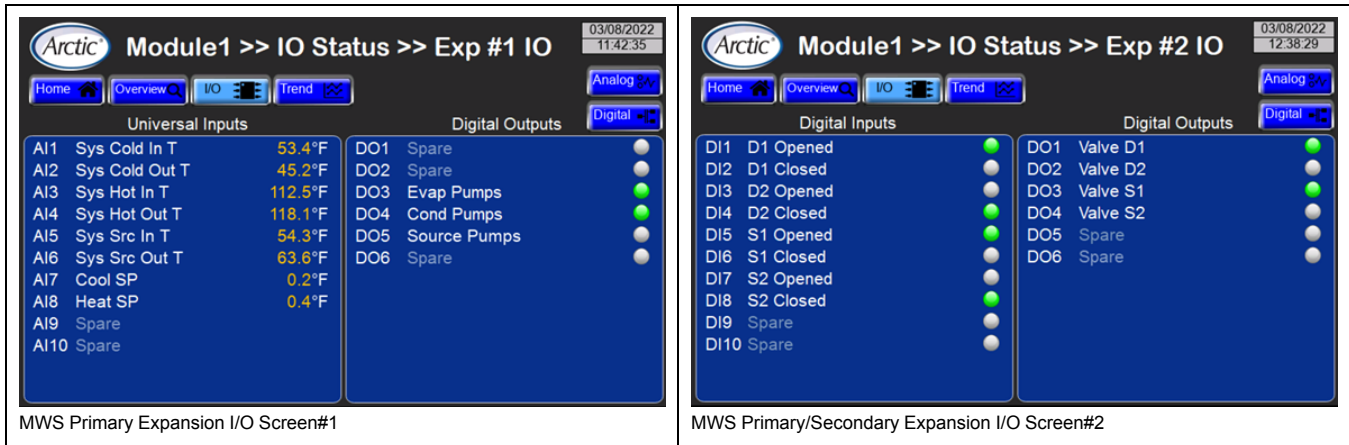 Arctic
Module1 >> IO Status >> Exp #1 IO
03/08/2022
11:42:35
Home
Overview
I/O
Trend
Analog
Digital
Universal Inputs
Digital Outputs
AI1 Sys Cold In T 53.4°F
AI2 Sys Cold Out T 45.2°F
AI3 Sys Hot In T 112.5°F
AI4 Sys Hot Out T 118.1°F
AI5 Sys Src In T 54.3°F
AI6 Sys Src Out T 63.6°F
AI7 Cool SP 0.2°F
AI8 Heat SP 0.4°F
AI9 Spare
AI10 Spare
DO1 Spare
DO2 Spare
DO3 Evap Pumps
DO4 Cond Pumps
DO5 Source Pumps
DO6 Spare
MWS Primary Expansion I/O Screen#1
Arctic
Module1 >> IO Status >> Exp #2 IO
03/08/2022
12:38:29
Home
Overview
I/O
Trend
Analog
Digital
Digital Inputs
Digital Outputs
DI1 D1 Opened
DI2 D1 Closed
DI3 D2 Opened
DI4 D2 Closed
DI5 S1 Opened
DI6 S1 Closed
DI7 S2 Opened
DI8 S2 Closed
DI9 Spare
DI10 Spare
DO1 Valve D1
DO2 Valve D2
DO3 Valve S1
DO4 Valve S2
DO5 Spare
DO6 Spare
MWS Primary/Secondary Expansion I/O Screen#2